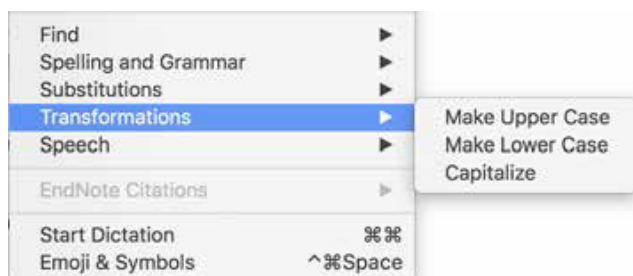 Find ▶
Spelling and Grammar ▶
Substitutions ▶
Transformations ▶
Speech ▶
EndNote Citations ▶
Start Dictation ⌘⌘
Emoji & Symbols ^⌘Space
Make Upper Case
Make Lower Case
Capitalize